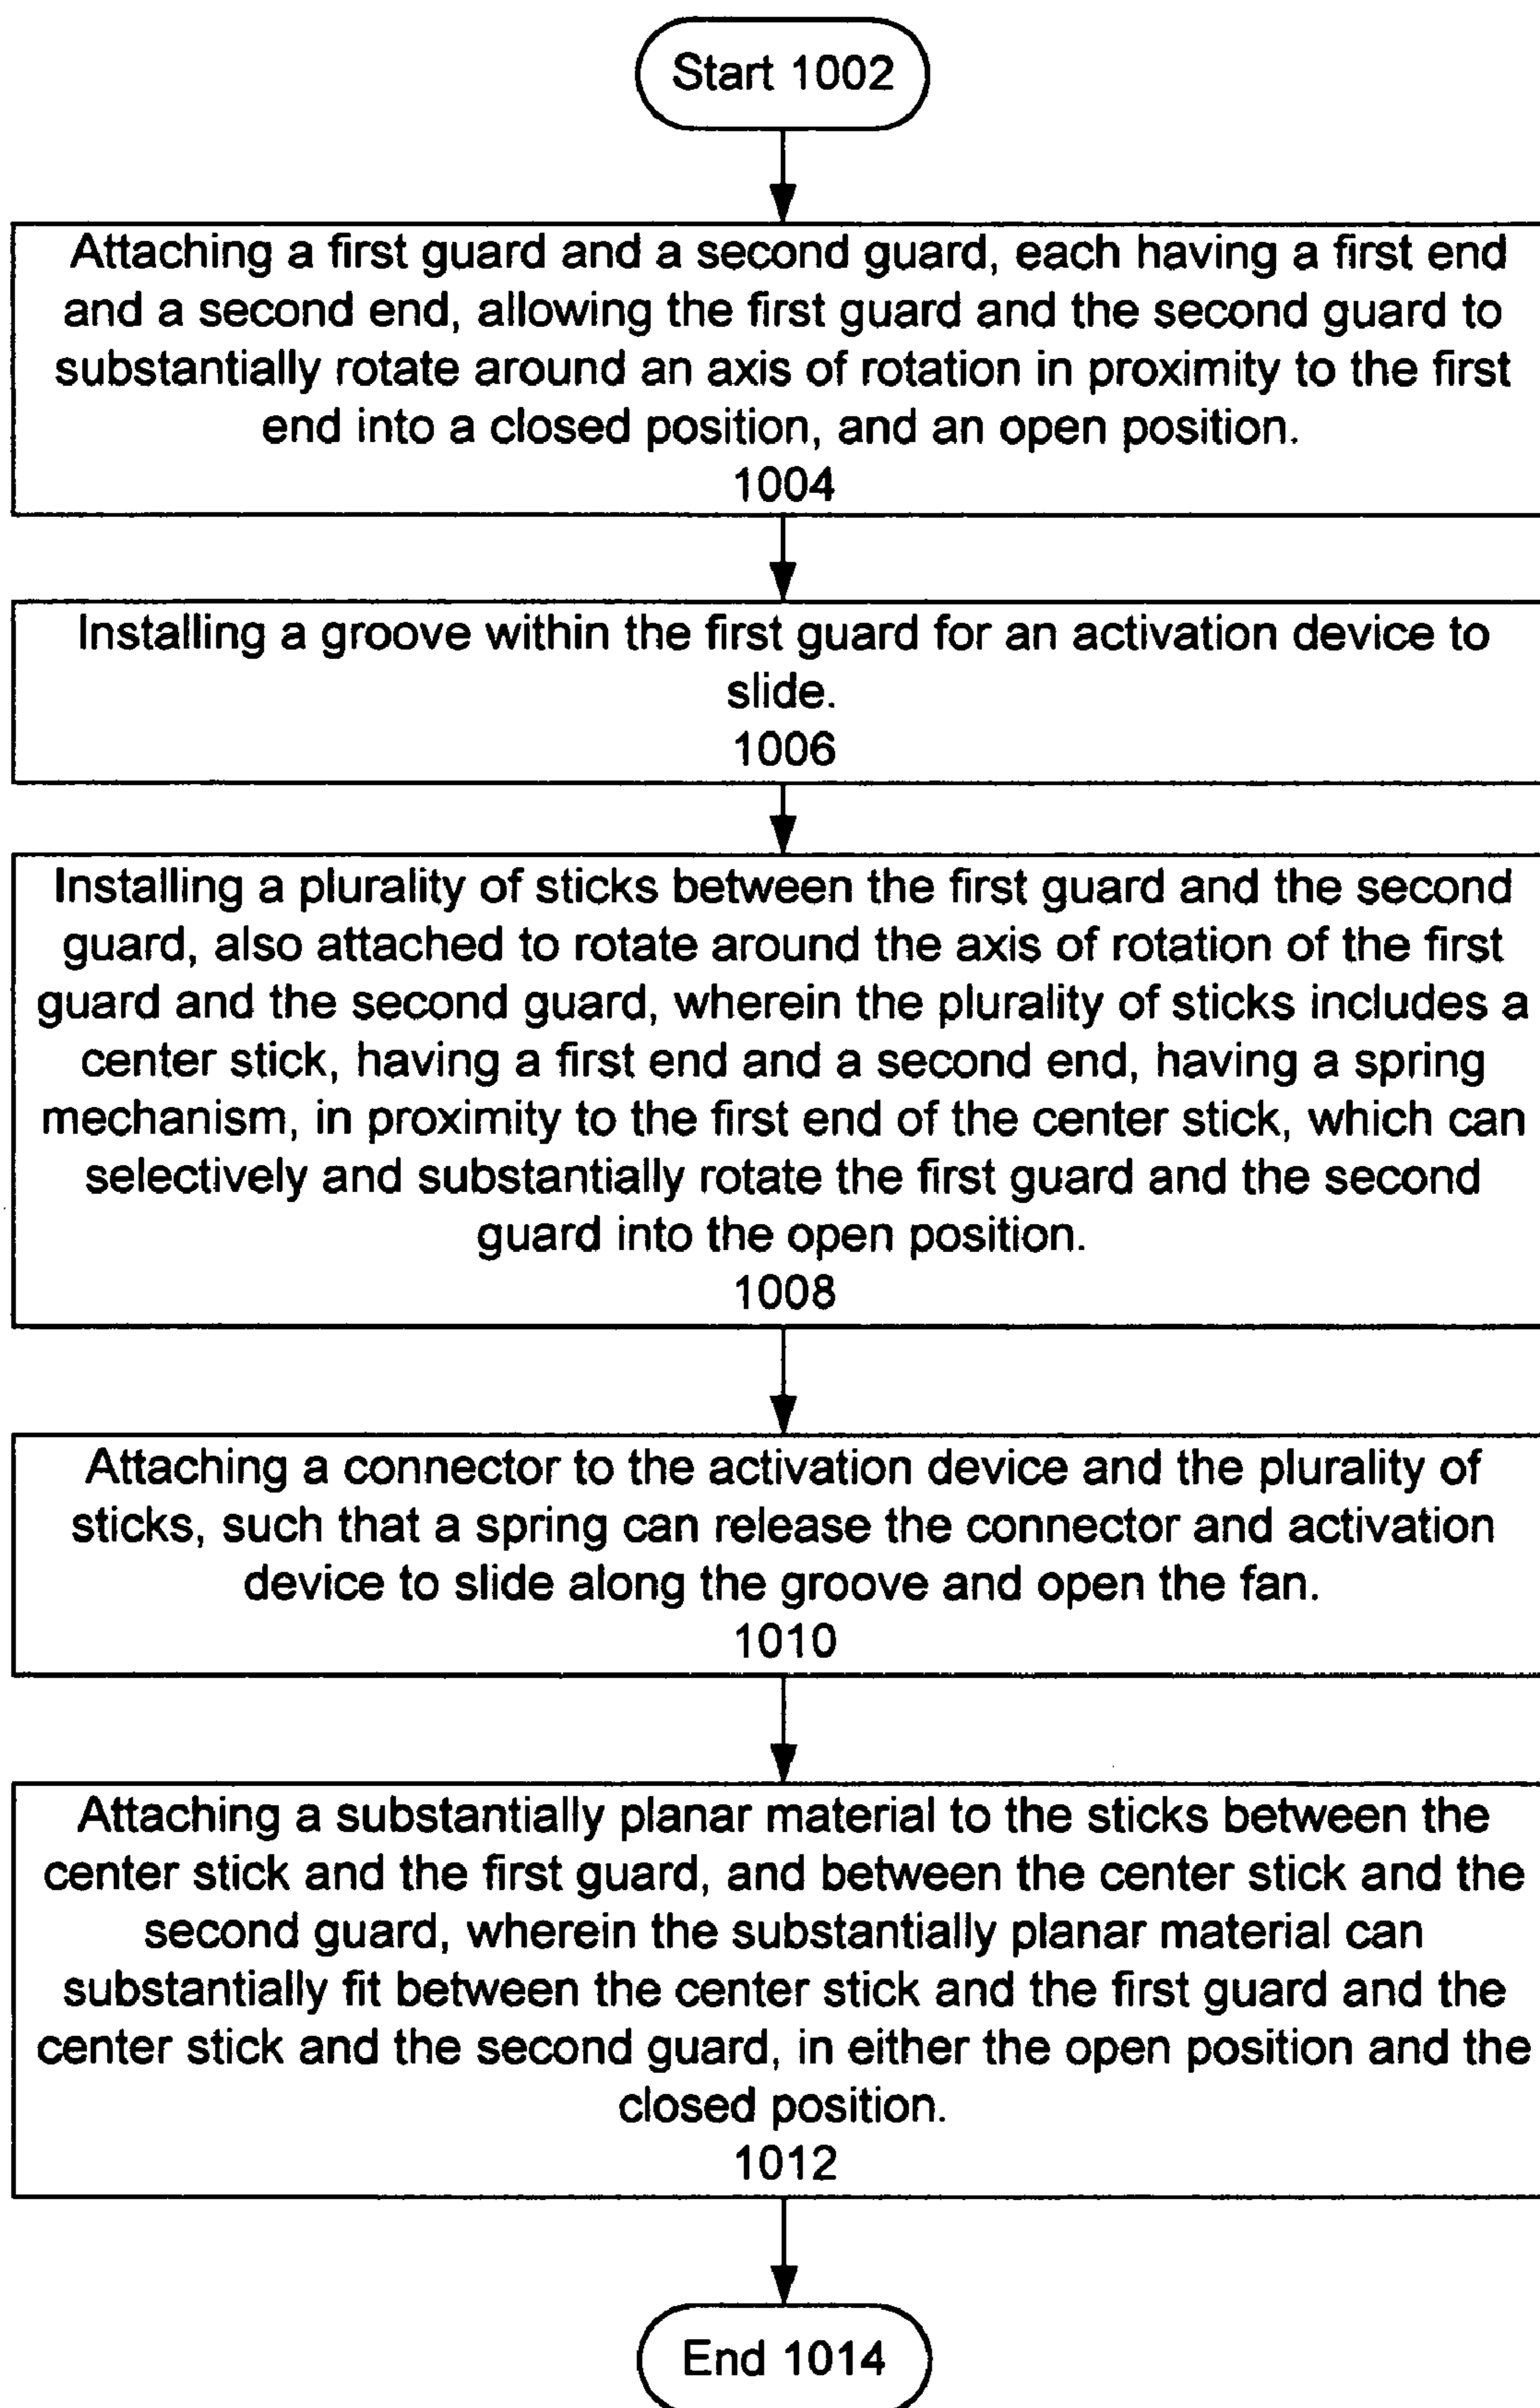 Start 1002
Attaching a first guard and a second guard, each having a first end
and a second end, allowing the first guard and the second guard to
substantially rotate around an axis of rotation in proximity to the first
end into a closed position, and an open position.
1004
Installing a groove within the first guard for an activation device to
slide.
1006
Installing a plurality of sticks between the first guard and the second
guard, also attached to rotate around the axis of rotation of the first
guard and the second guard, wherein the plurality of sticks includes a
center stick, having a first end and a second end, having a spring
mechanism, in proximity to the first end of the center stick, which can
selectively and substantially rotate the first guard and the second
guard into the open position.
1008
Attaching a connector to the activation device and the plurality of
sticks, such that a spring can release the connector and activation
device to slide along the groove and open the fan.
1010
Attaching a substantially planar material to the sticks between the
center stick and the first guard, and between the center stick and the
second guard, wherein the substantially planar material can
substantially fit between the center stick and the first guard and the
center stick and the second guard, in either the open position and the
closed position.
1012
End 1014